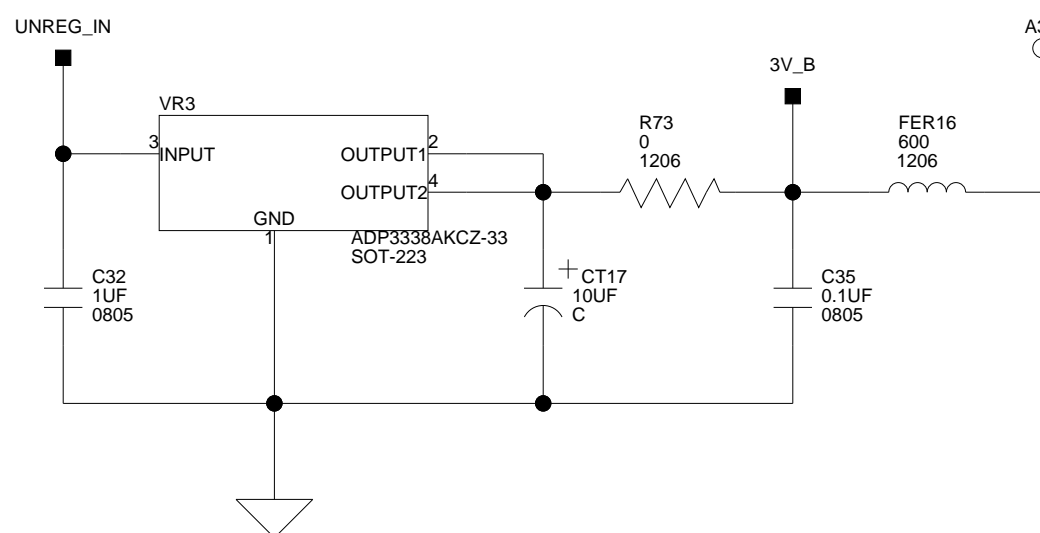 UNREG_IN
A3
3V_B
VR3
R73
0
1206
FER16
600
1206
3
INPUT
OUTPUT1
2
OUTPUT2
4
GND
1
ADP3338AKCZ-33
SOT-223
C32
1UF
0805
+
CT17
10UF
C
C35
0.1UF
0805